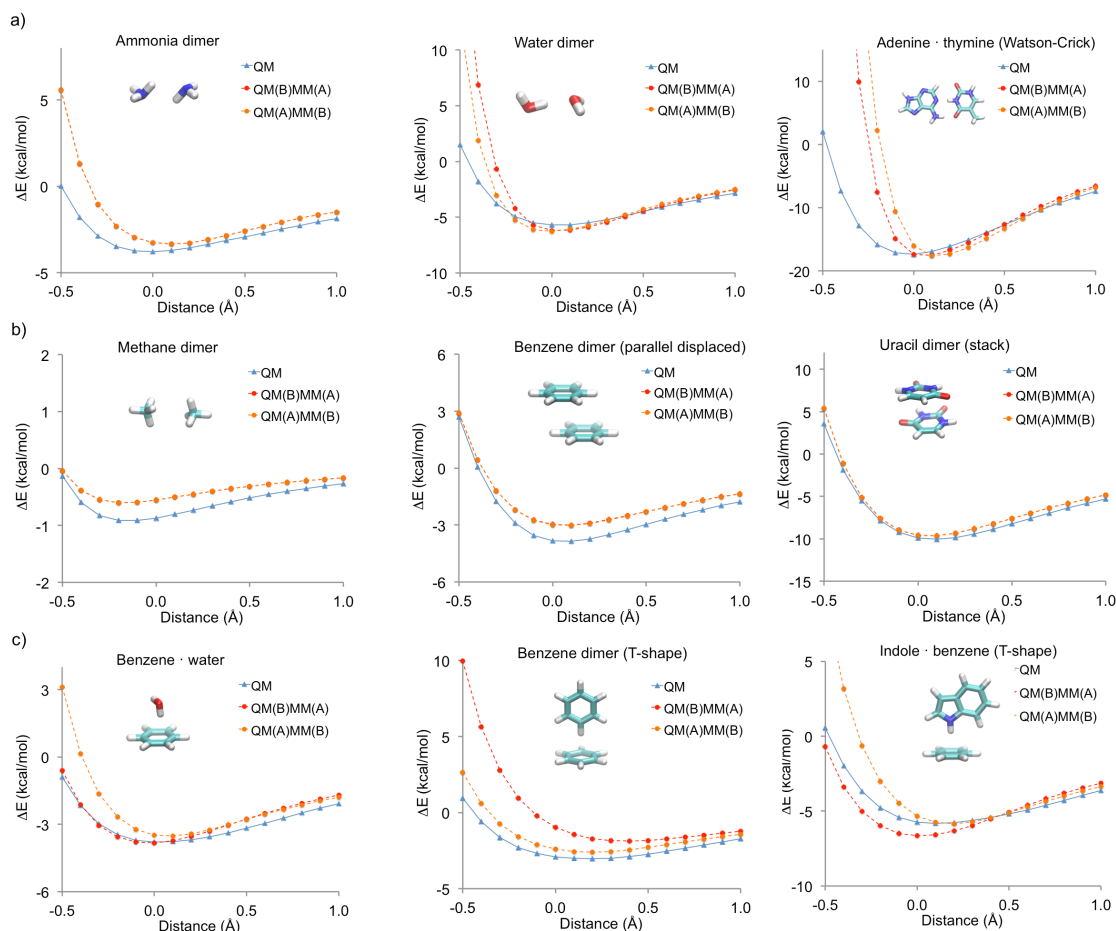 a)
Ammonia dimer
QM
QM(B)MM(A)
QM(A)MM(B)
ΔE (kcal/mol)
5
0
-5
-0.5
0.0
0.5
1.0
Distance (Å)
Water dimer
QM
QM(B)MM(A)
QM(A)MM(B)
ΔE (kcal/mol)
10
5
0
-5
-10
-0.5
0.0
0.5
1.0
Distance (Å)
Adenine · thymine (Watson-Crick)
QM
QM(B)MM(A)
QM(A)MM(B)
ΔE (kcal/mol)
10
0
-10
-20
-0.5
0.0
0.5
1.0
Distance (Å)
b)
Methane dimer
QM
QM(B)MM(A)
QM(A)MM(B)
ΔE (kcal/mol)
2
1
0
-1
-2
-0.5
0.0
0.5
1.0
Distance (Å)
Benzene dimer (parallel displaced)
QM
QM(B)MM(A)
QM(A)MM(B)
ΔE (kcal/mol)
6
3
0
-3
-6
-0.5
0.0
0.5
1.0
Distance (Å)
Uracil dimer (stack)
QM
QM(B)MM(A)
QM(A)MM(B)
ΔE (kcal/mol)
10
5
0
-5
-10
-15
-0.5
0.0
0.5
1.0
Distance (Å)
c)
Benzene · water
QM
QM(B)MM(A)
QM(A)MM(B)
ΔE (kcal/mol)
3
0
-3
-6
-0.5
0.0
0.5
1.0
Distance (Å)
Benzene dimer (T-shape)
QM
QM(B)MM(A)
QM(A)MM(B)
ΔE (kcal/mol)
10
5
0
-5
-0.5
0.0
0.5
1.0
Distance (Å)
Indole · benzene (T-shape)
QM
QM(B)MM(A)
QM(A)MM(B)
ΔE (kcal/mol)
5
0
-5
-10
-0.5
0.0
0.5
1.0
Distance (Å)